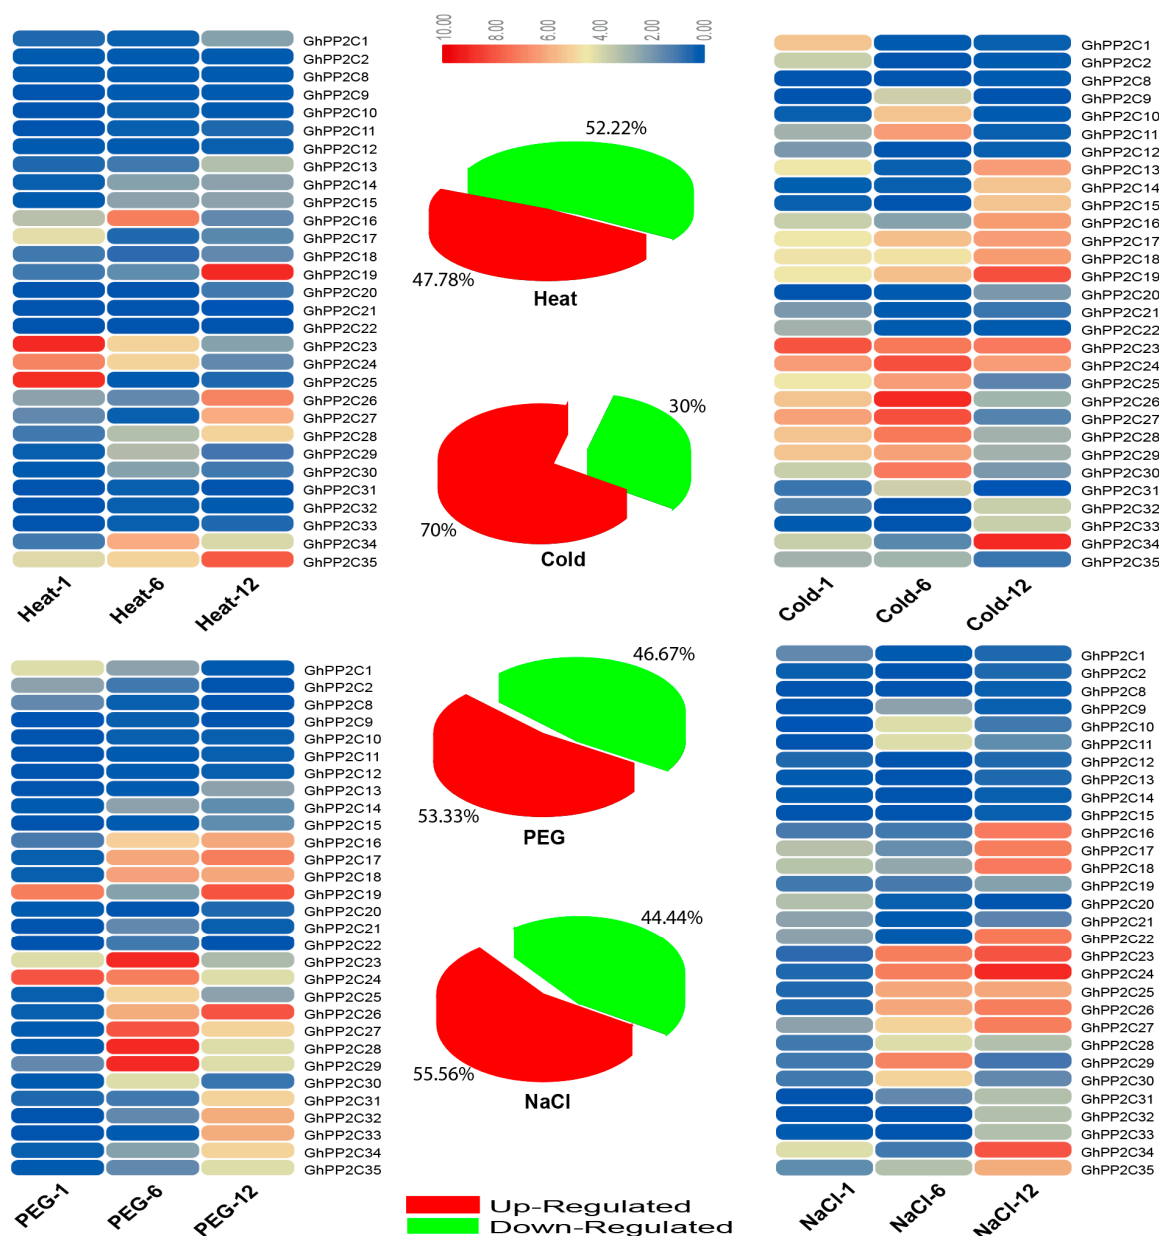 10.00
8.00
6.00
4.00
2.00
0.00
GhPP2C1
GhPP2C2
GhPP2C8
GhPP2C9
GhPP2C10
GhPP2C11
GhPP2C12
GhPP2C13
GhPP2C14
GhPP2C15
GhPP2C16
GhPP2C17
GhPP2C18
GhPP2C19
GhPP2C20
GhPP2C21
GhPP2C22
GhPP2C23
GhPP2C24
GhPP2C25
GhPP2C26
GhPP2C27
GhPP2C28
GhPP2C29
GhPP2C30
GhPP2C31
GhPP2C32
GhPP2C33
GhPP2C34
GhPP2C35
Heat-1
Heat-6
Heat-12
52.22%
47.78%
Heat
30%
70%
Cold
GhPP2C1
GhPP2C2
GhPP2C8
GhPP2C9
GhPP2C10
GhPP2C11
GhPP2C12
GhPP2C13
GhPP2C14
GhPP2C15
GhPP2C16
GhPP2C17
GhPP2C18
GhPP2C19
GhPP2C20
GhPP2C21
GhPP2C22
GhPP2C23
GhPP2C24
GhPP2C25
GhPP2C26
GhPP2C27
GhPP2C28
GhPP2C29
GhPP2C30
GhPP2C31
GhPP2C32
GhPP2C33
GhPP2C34
GhPP2C35
Cold-1
Cold-6
Cold-12
GhPP2C1
GhPP2C2
GhPP2C8
GhPP2C9
GhPP2C10
GhPP2C11
GhPP2C12
GhPP2C13
GhPP2C14
GhPP2C15
GhPP2C16
GhPP2C17
GhPP2C18
GhPP2C19
GhPP2C20
GhPP2C21
GhPP2C22
GhPP2C23
GhPP2C24
GhPP2C25
GhPP2C26
GhPP2C27
GhPP2C28
GhPP2C29
GhPP2C30
GhPP2C31
GhPP2C32
GhPP2C33
GhPP2C34
GhPP2C35
PEG-1
PEG-6
PEG-12
46.67%
53.33%
PEG
44.44%
55.56%
NaCl
GhPP2C1
GhPP2C2
GhPP2C8
GhPP2C9
GhPP2C10
GhPP2C11
GhPP2C12
GhPP2C13
GhPP2C14
GhPP2C15
GhPP2C16
GhPP2C17
GhPP2C18
GhPP2C19
GhPP2C20
GhPP2C21
GhPP2C22
GhPP2C23
GhPP2C24
GhPP2C25
GhPP2C26
GhPP2C27
GhPP2C28
GhPP2C29
GhPP2C30
GhPP2C31
GhPP2C32
GhPP2C33
GhPP2C34
GhPP2C35
NaCl-1
NaCl-6
NaCl-12
Up-Regulated
Down-Regulated